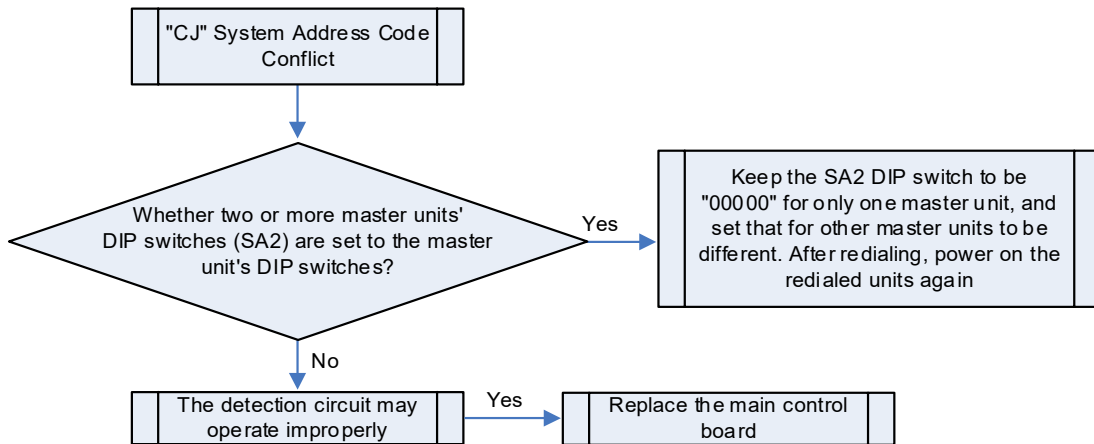 "CJ" System Address Code
Conflict
Whether two or more master units'
DIP switches (SA2) are set to the master
unit's DIP switches?
Yes
Keep the SA2 DIP switch to be
"00000" for only one master unit, and
set that for other master units to be
different. After redialing, power on the
redialed units again
No
The detection circuit may
operate improperly
Yes
Replace the main control
board